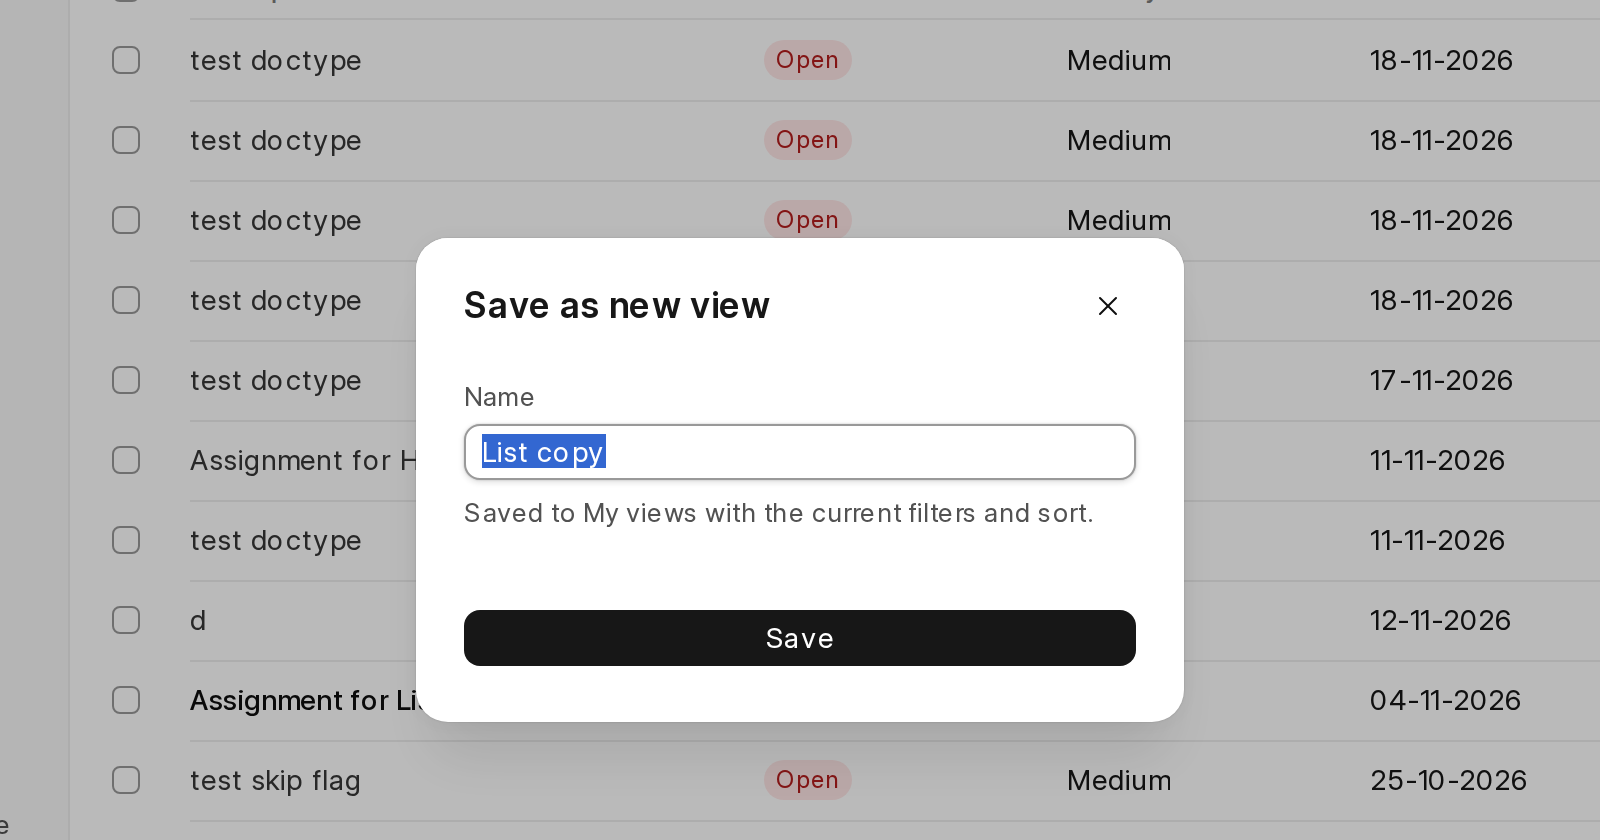 test doctype Open Medium 18-11-2026
test doctype Open Medium 18-11-2026
test doctype Open Medium 18-11-2026
test doctype 18-11-2026
Save as new view
test doctype 17-11-2026
Name
List copy
Assignment for 11-11-2026
Saved to My views with the current filters and sort.
test doctype 11-11-2026
d 12-11-2026
Save
Assignment for 04-11-2026
test skip flag Open Medium 25-10-2026